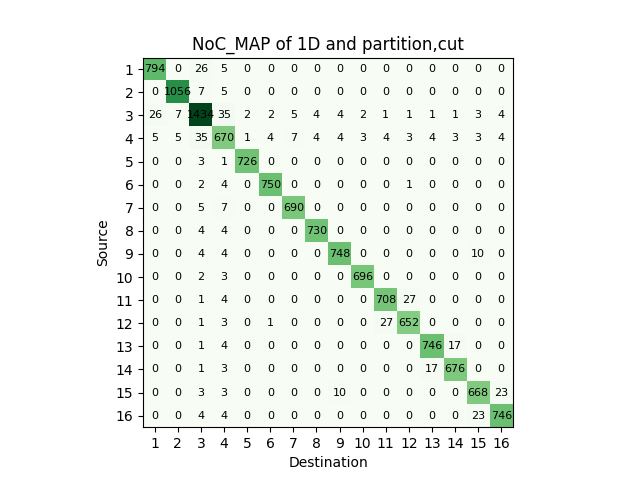 NoC_MAP of 1D and partition,cut
Source
1 794 0 26 5 0 0 0 0 0 0 0 0 0 0 0 0
2 0 1056 7 5 0 0 0 0 0 0 0 0 0 0 0 0
3 26 7 1434 35 2 2 5 4 4 2 1 1 1 1 3 4
4 5 5 35 670 1 4 7 4 4 3 4 3 4 3 3 4
5 0 0 3 1 726 0 0 0 0 0 0 0 0 0 0 0
6 0 0 2 4 0 750 0 0 0 0 0 1 0 0 0 0
7 0 0 5 7 0 0 690 0 0 0 0 0 0 0 0 0
8 0 0 4 4 0 0 0 730 0 0 0 0 0 0 0 0
9 0 0 4 4 0 0 0 0 748 0 0 0 0 0 10 0
10 0 0 2 3 0 0 0 0 0 696 0 0 0 0 0 0
11 0 0 1 4 0 0 0 0 0 0 708 27 0 0 0 0
12 0 0 1 3 0 1 0 0 0 0 27 652 0 0 0 0
13 0 0 1 4 0 0 0 0 0 0 0 0 746 17 0 0
14 0 0 1 3 0 0 0 0 0 0 0 0 17 676 0 0
15 0 0 3 3 0 0 0 0 10 0 0 0 0 0 668 23
16 0 0 4 4 0 0 0 0 0 0 0 0 0 0 23 746
1 2 3 4 5 6 7 8 9 10 11 12 13 14 15 16
Destination